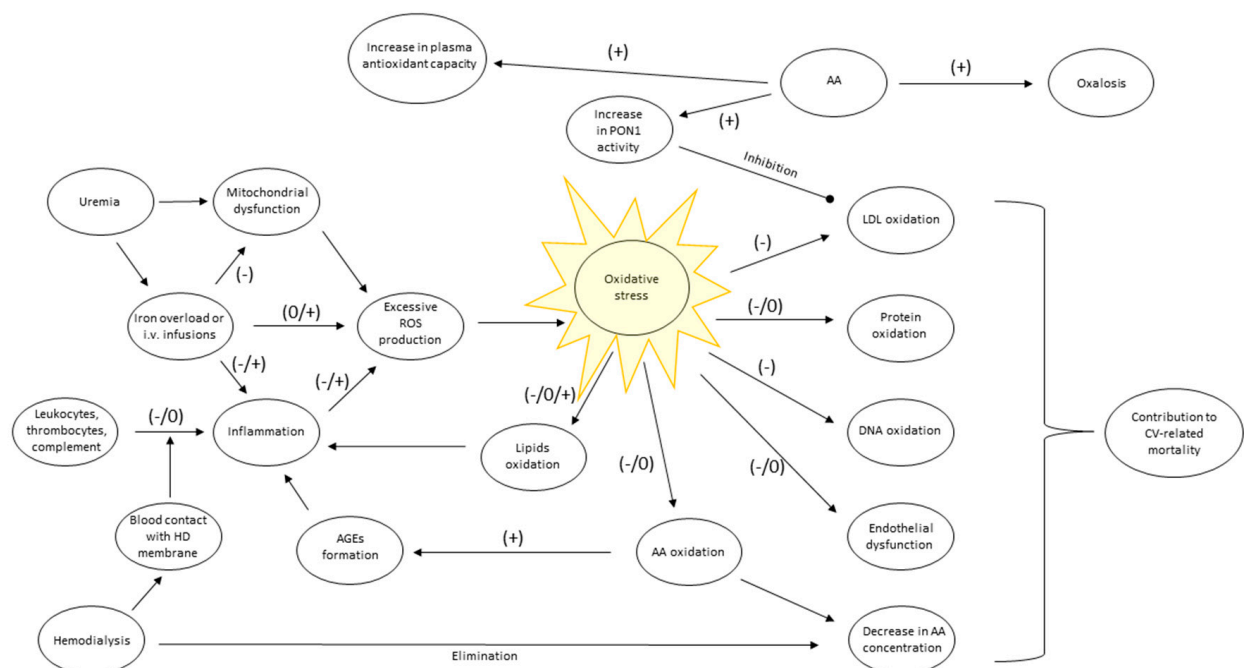 Increase in plasma
antioxidant capacity
(+)
AA
(+)
Oxalosis
Increase
in PON1
activity
(+)
Inhibition
Uremia
Mitochondrial
dysfunction
LDL oxidation
(-)
(-)
Oxidative
stress
Iron overload or
i.v. infusions
(0/+)
Excessive
ROS
production
(-/0)
Protein
oxidation
(-/+)
(-/+)
(-)
(-/0/+)
Leukocytes,
thrombocytes,
complement
(-/0)
Inflammation
Lipids
oxidation
(-/0)
(-/0)
DNA oxidation
Contribution to
CV-related
mortality
Blood contact
with HD
membrane
AGEs
formation
(+)
AA oxidation
Endothelial
dysfunction
Hemodialysis
Elimination
Decrease in AA
concentration